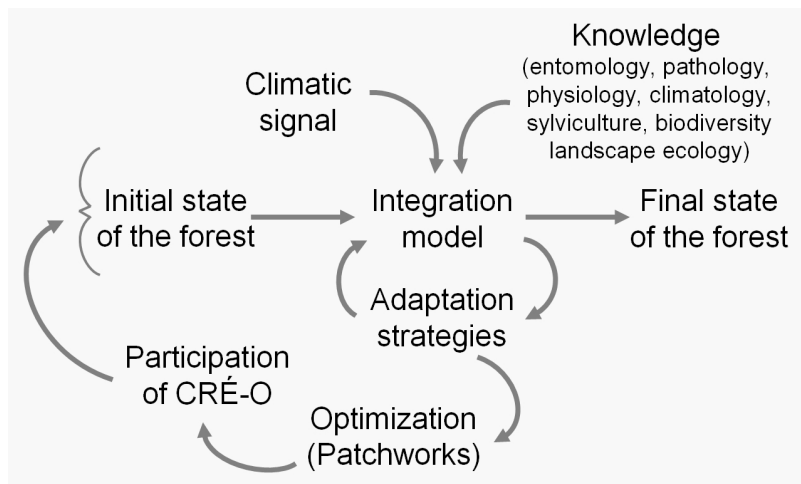 Knowledge
(entomology, pathology,
physiology, climatology,
sylviculture, biodiversity
landscape ecology)
Climatic
signal
Initial state
of the forest
Integration
model
Final state
of the forest
Adaptation
strategies
Participation
of CRÉ-O
Optimization
(Patchworks)